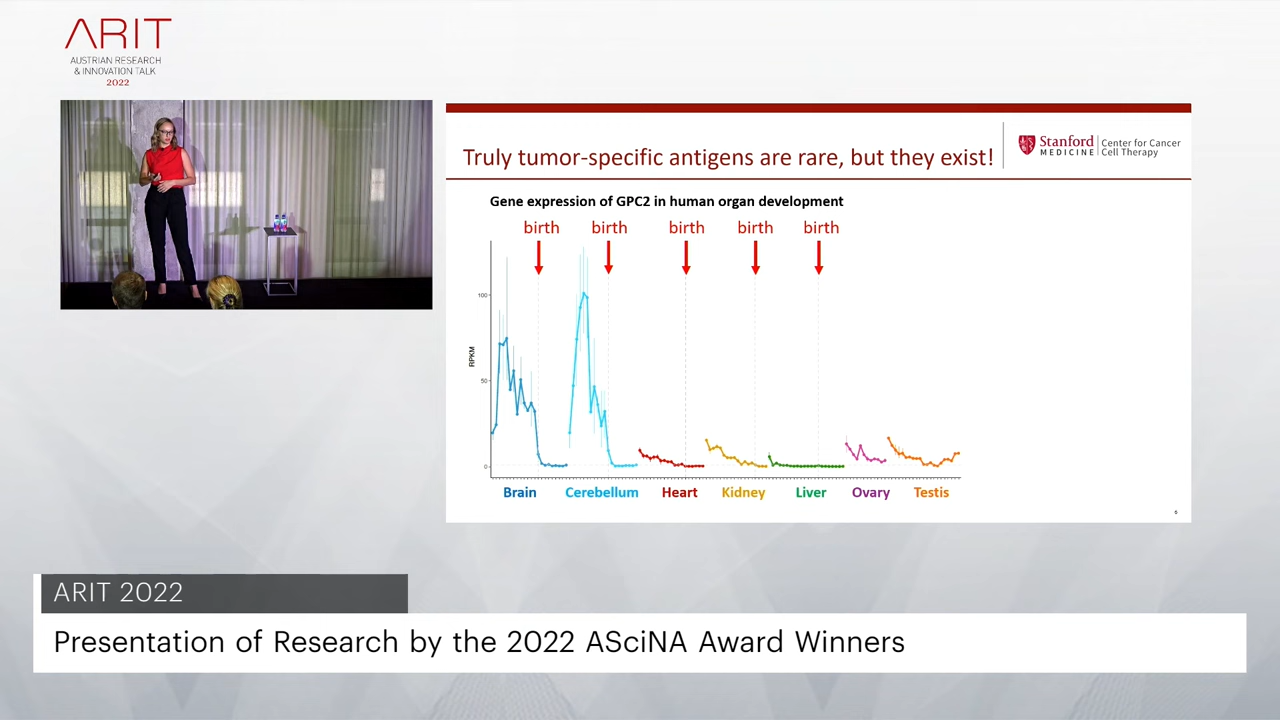 ARIT
AUSTRIAN RESEARCH
& INNOVATION TALK
2022
Truly tumor-specific antigens are rare, but they exist!
Stanford
MEDICINE
Center for Cancer
Cell Therapy
Gene expression of GPC2 in human organ development
birth birth birth birth birth
100
50
0
RPKM
Brain Cerebellum Heart Kidney Liver Ovary Testis
6
ARIT 2022
Presentation of Research by the 2022 ASciNA Award Winners